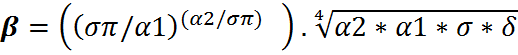 𝜷 = ((σπ/α1)^(α2/σπ) ) . ∜(α2 ∗ α1 ∗ σ ∗ δ)